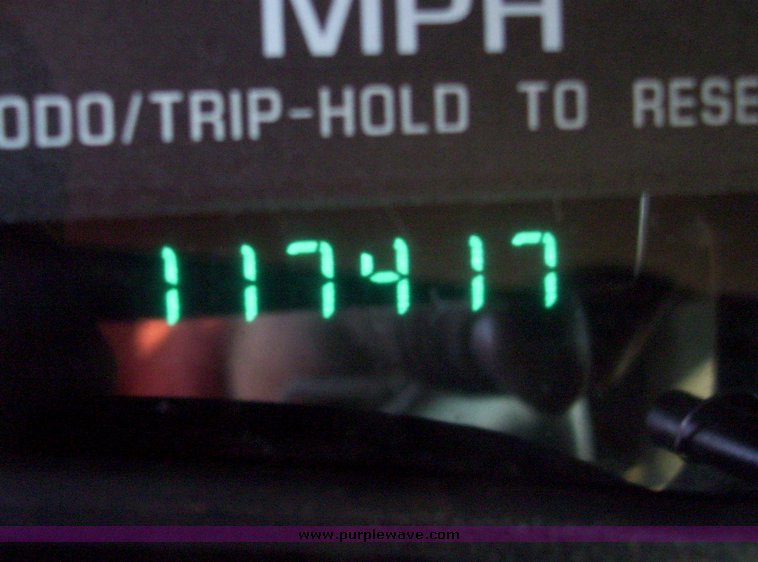 MPH
ODO/TRIP-HOLD TO RESE
117417
www.purplewave.com